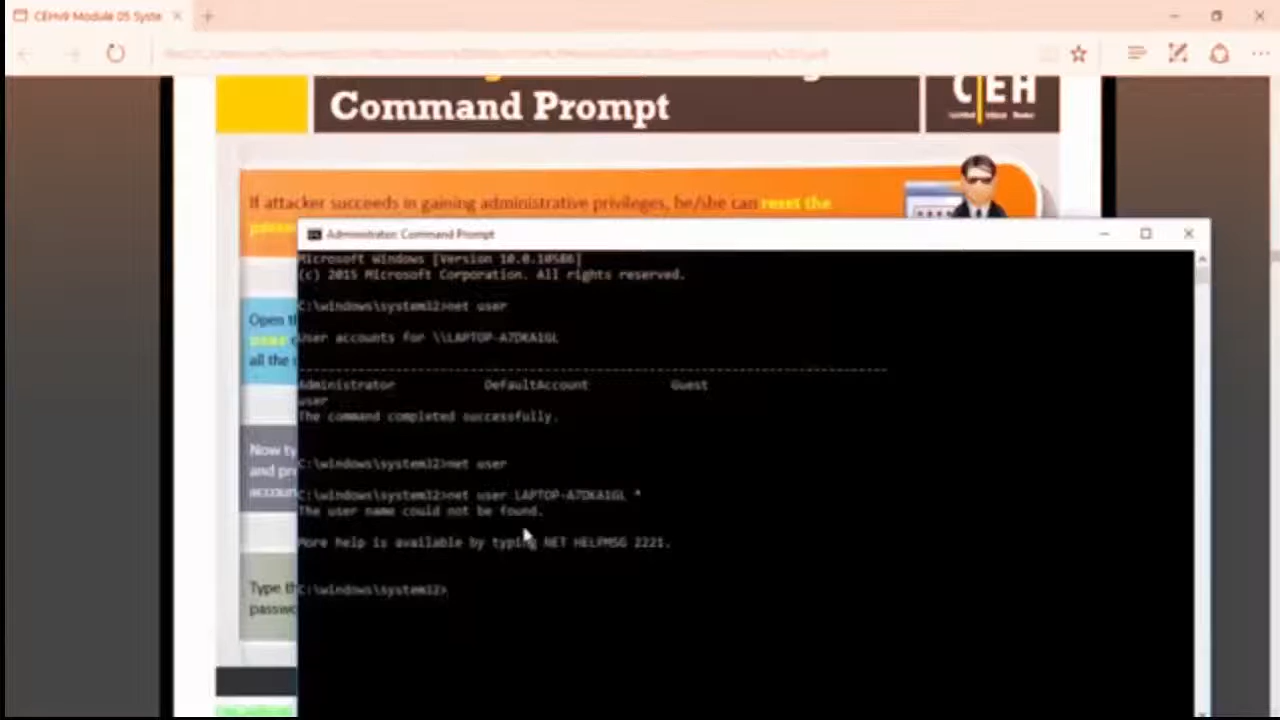 CEHv9 Module 05 Syste
Command Prompt
CEH
If attacker succeeds in gaining administrative privileges, he/she can reset the
Administrator: Command Prompt
Microsoft Windows [Version 10.0.10586]
(c) 2015 Microsoft Corporation. All rights reserved.
C:\windows\system32>net user
Open
User accounts for \\LAPTOP-A7DKA1GL
all the
Administrator DefaultAccount Guest
user
The command completed successfully.
Now ty
C:\windows\system32>net user
and pr
accoun
C:\windows\system32>net user LAPTOP-A7DKA1GL *
The user name could not be found.
More help is available by typing NET HELPMSG 2221.
Type th
C:\windows\system32>
passwo